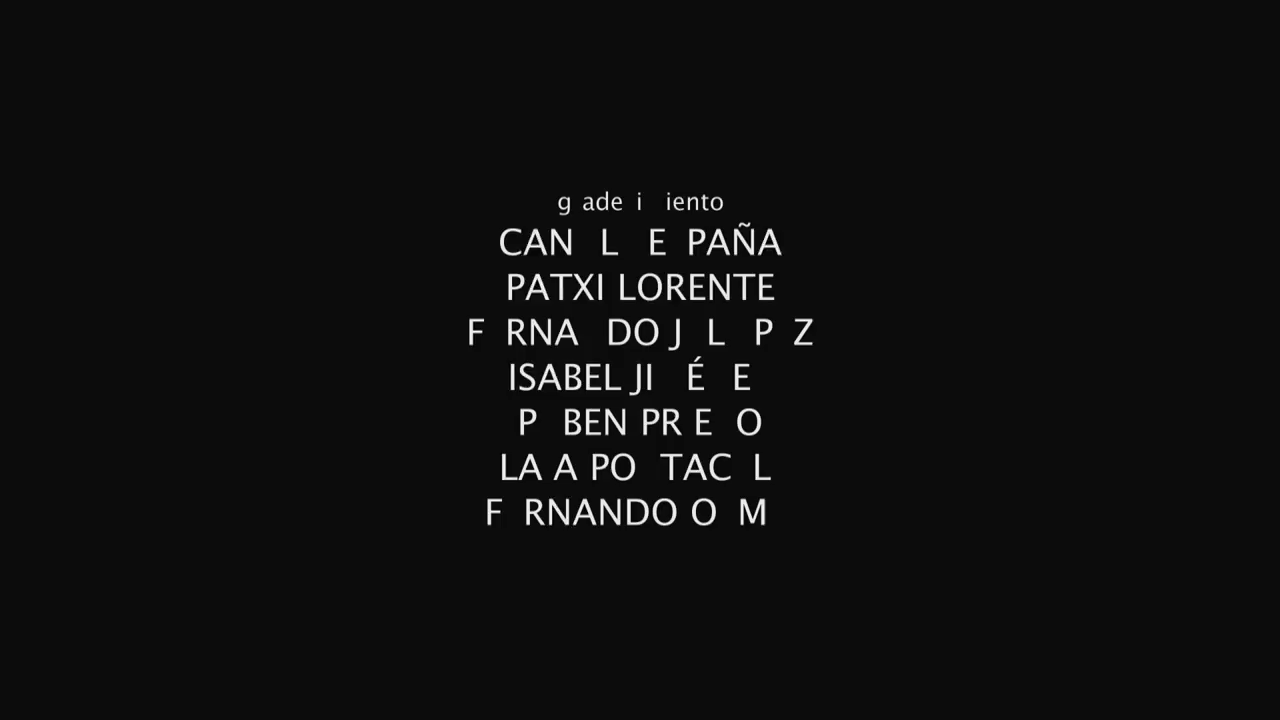 g ade i iento
CAN L E PAÑA
PATXI LORENTE
F RNA DO J L P Z
ISABEL JI É E
P BEN PR E O
LA A PO TAC L
F RNANDO O M